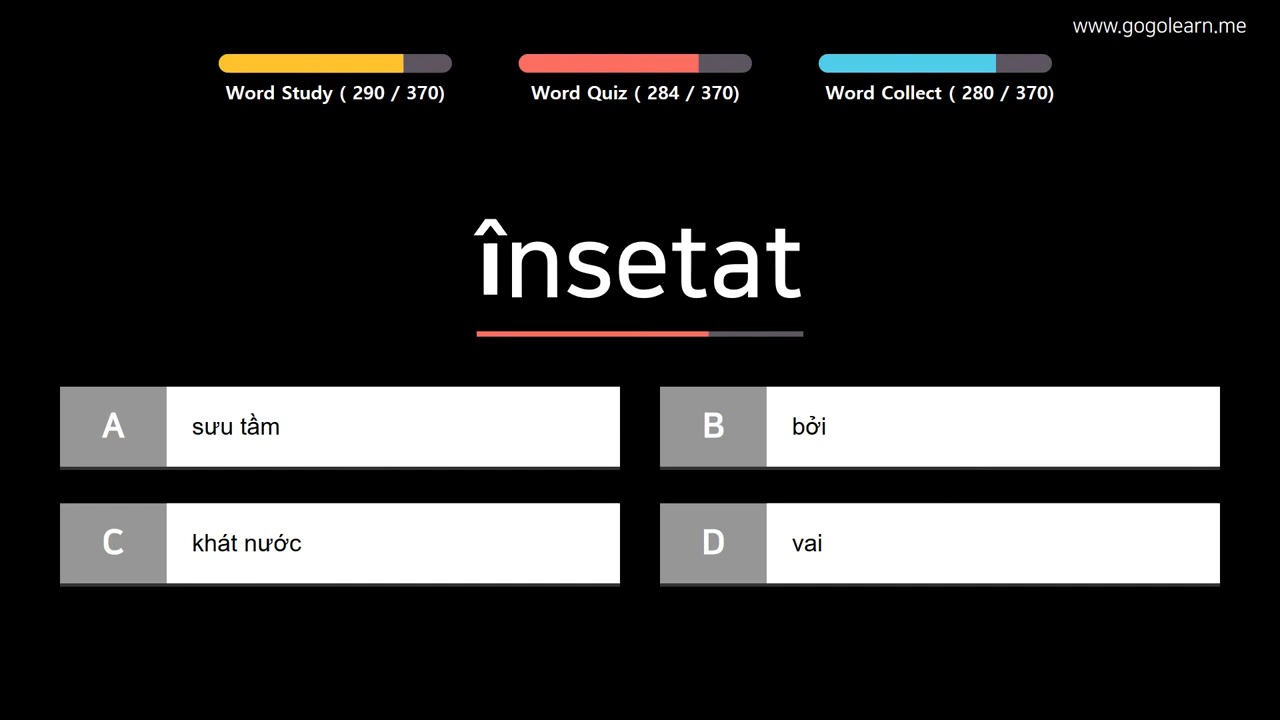 www.gogolearn.me
Word Study ( 290 / 370)
Word Quiz ( 284 / 370)
Word Collect ( 280 / 370)
însetat
A
sưu tầm
B
bởi
C
khát nước
D
vai